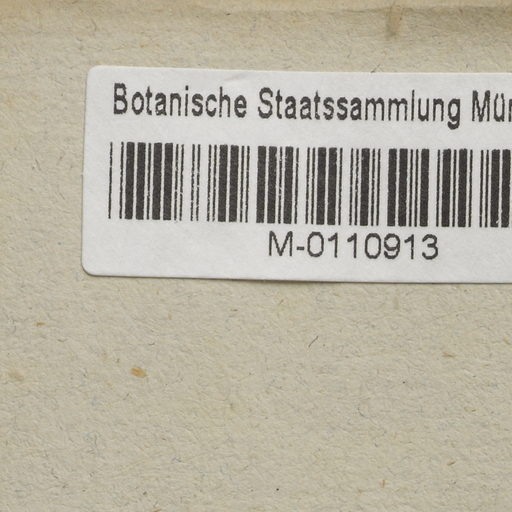 Botanische Staatssammlung Mün
M-0110913